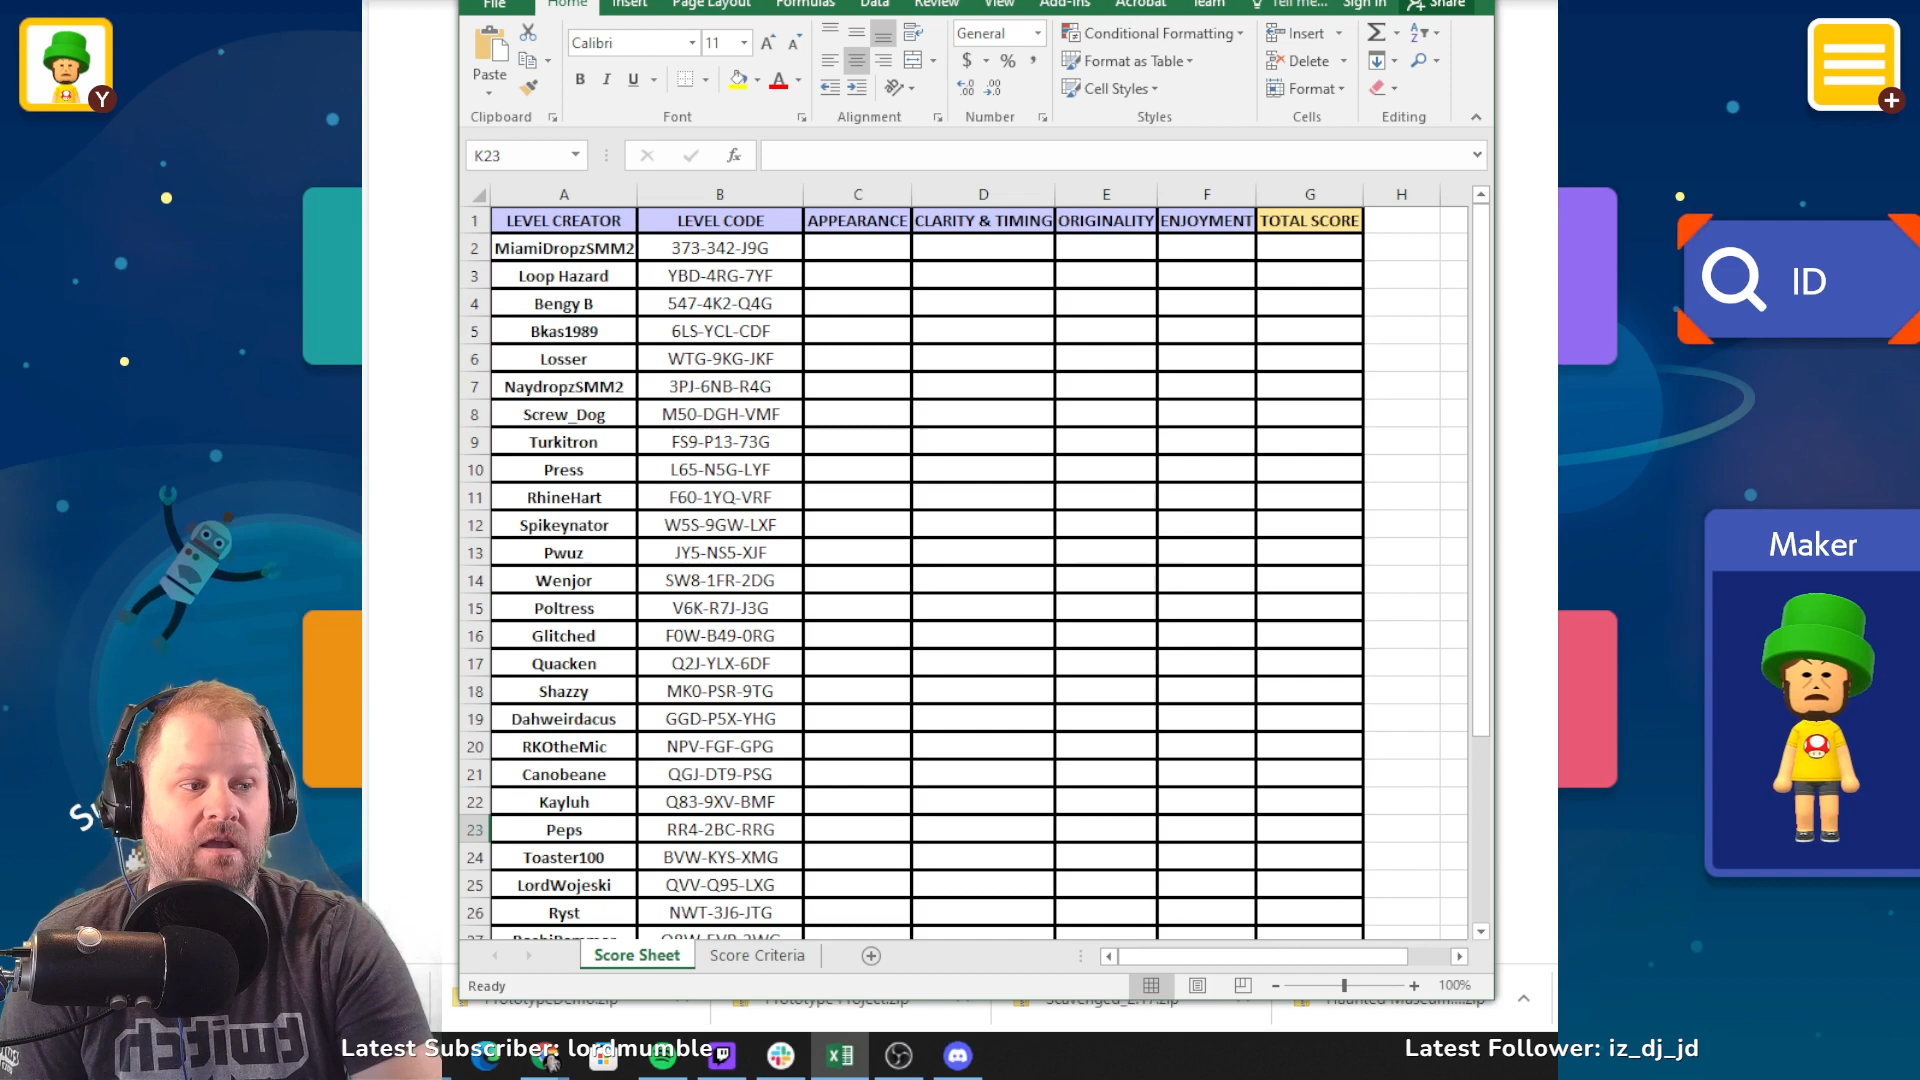 File Home Insert Page Layout Formulas Data Review View Add-Ins Acrobat Team Tell me... Sign in Share
Paste
Calibri 11
General
Conditional Formatting
Format as Table
Cell Styles
Insert
Delete
Format
Clipboard Font Alignment Number Styles Cells Editing
K23
fx
A B C D E F G H
1 LEVEL CREATOR LEVEL CODE APPEARANCE CLARITY & TIMING ORIGINALITY ENJOYMENT TOTAL SCORE
2 MiamiDropzSMM2 373-342-J9G
3 Loop Hazard YBD-4RG-7YF
4 Bengy B 547-4K2-Q4G
5 Bkas1989 6LS-YCL-CDF
6 Losser WTG-9KG-JKF
7 NaydropzSMM2 3PJ-6NB-R4G
8 Screw_Dog M50-DGH-VMF
9 Turkitron FS9-P13-73G
10 Press L65-N5G-LYF
11 RhineHart F60-1YQ-VRF
12 Spikeynator W5S-9GW-LXF
13 Pwuz JY5-NS5-XJF
14 Wenjor SW8-1FR-2DG
15 Poltress V6K-R7J-J3G
16 Glitched F0W-B49-0RG
17 Quacken Q2J-YLX-6DF
18 Shazzy MK0-PSR-9TG
19 Dahweirdacus GGD-P5X-YHG
20 RKOtheMic NPV-FGF-GPG
21 Canobeane QGJ-DT9-PSG
22 Kayluh Q83-9XV-BMF
23 Peps RR4-2BC-RRG
24 Toaster100 BVW-KYS-XMG
25 LordWojeski QVV-Q95-LXG
26 Ryst NWT-3J6-JTG
Score Sheet Score Criteria
Ready
100%
Y
ID
Maker
twitch
Latest Subscriber: lordmumble
Latest Follower: iz_dj_jd